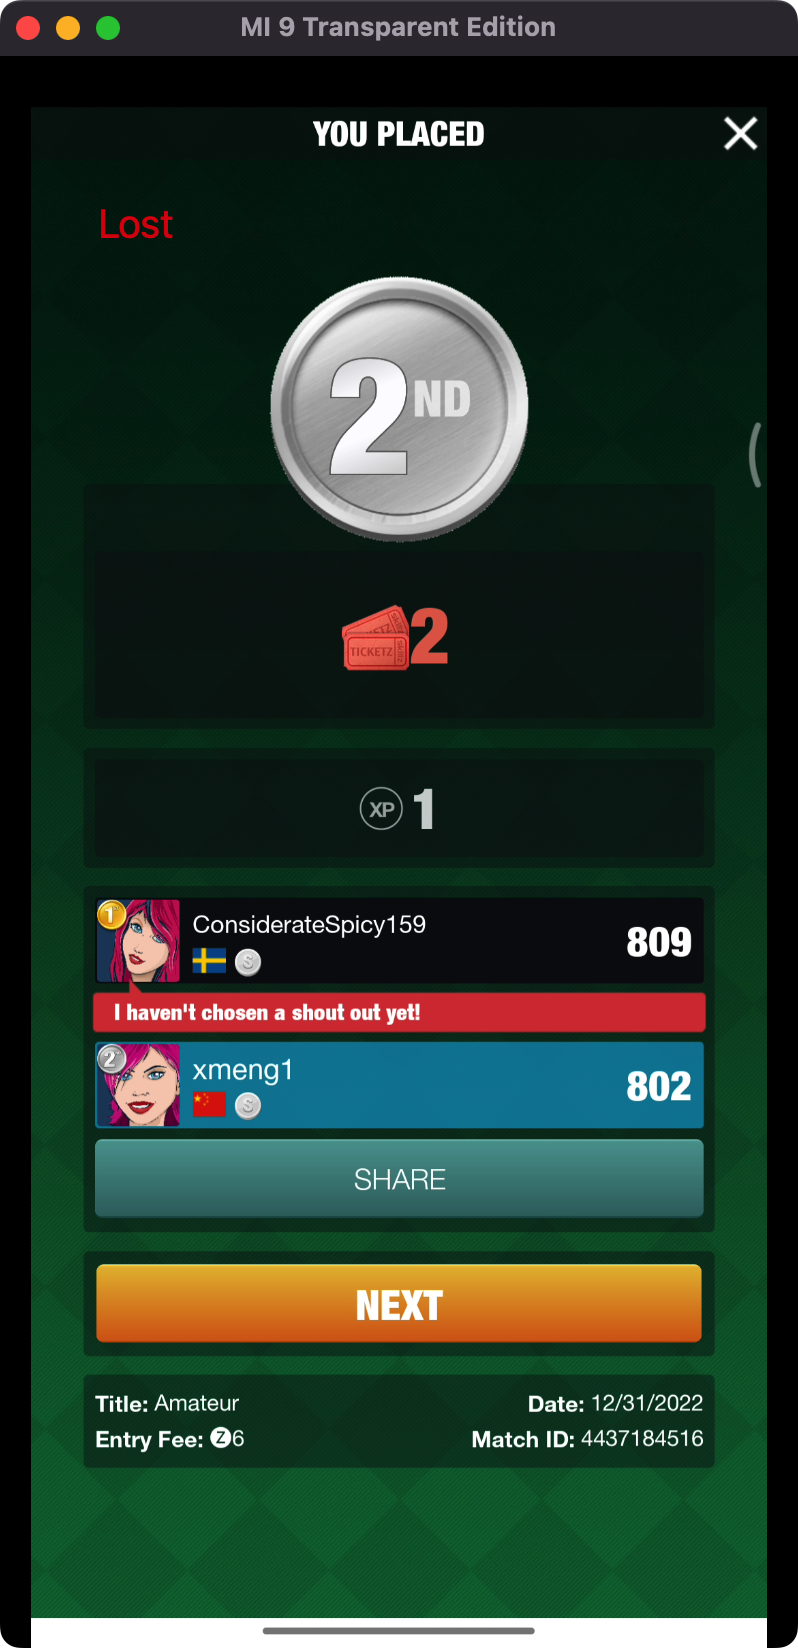 MI 9 Transparent Edition
YOU PLACED
Lost
2ND
TICKETZ 2
XP 1
1
ConsiderateSpicy159
S
809
I haven't chosen a shout out yet!
2
xmeng1
S
802
SHARE
NEXT
Title: Amateur
Date: 12/31/2022
Entry Fee: Z6
Match ID: 4437184516